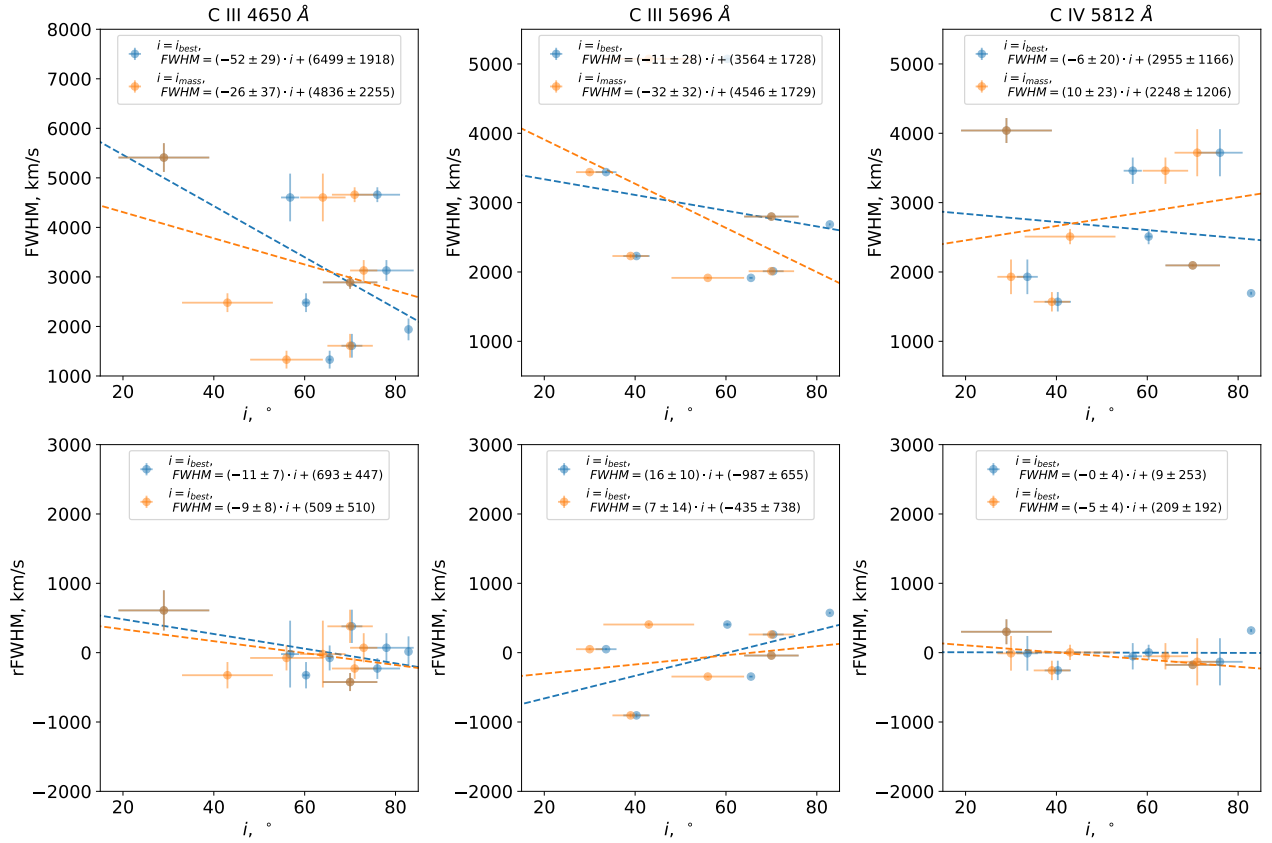 C III 4650 Å
C III 5696 Å
C IV 5812 Å
8000
7000
6000
5000
4000
3000
2000
1000
FWHM, km/s
i = i_best,
FWHM = (−52 ± 29) · i + (6499 ± 1918)
i = i_mass,
FWHM = (−26 ± 37) · i + (4836 ± 2255)
20
40
60
80
i, °
5000
4000
3000
2000
1000
FWHM, km/s
i = i_best,
FWHM = (−11 ± 28) · i + (3564 ± 1728)
i = i_mass,
FWHM = (−32 ± 32) · i + (4546 ± 1729)
20
40
60
80
i, °
5000
4000
3000
2000
1000
FWHM, km/s
i = i_best,
FWHM = (−6 ± 20) · i + (2955 ± 1166)
i = i_mass,
FWHM = (10 ± 23) · i + (2248 ± 1206)
20
40
60
80
i, °
3000
2000
1000
0
−1000
−2000
rFWHM, km/s
i = i_best,
FWHM = (−11 ± 7) · i + (693 ± 447)
i = i_best,
FWHM = (−9 ± 8) · i + (509 ± 510)
20
40
60
80
i, °
3000
2000
1000
0
−1000
−2000
rFWHM, km/s
i = i_best,
FWHM = (16 ± 10) · i + (−987 ± 655)
i = i_best,
FWHM = (7 ± 14) · i + (−435 ± 738)
20
40
60
80
i, °
3000
2000
1000
0
−1000
−2000
rFWHM, km/s
i = i_best,
FWHM = (−0 ± 4) · i + (9 ± 253)
i = i_best,
FWHM = (−5 ± 4) · i + (209 ± 192)
20
40
60
80
i, °